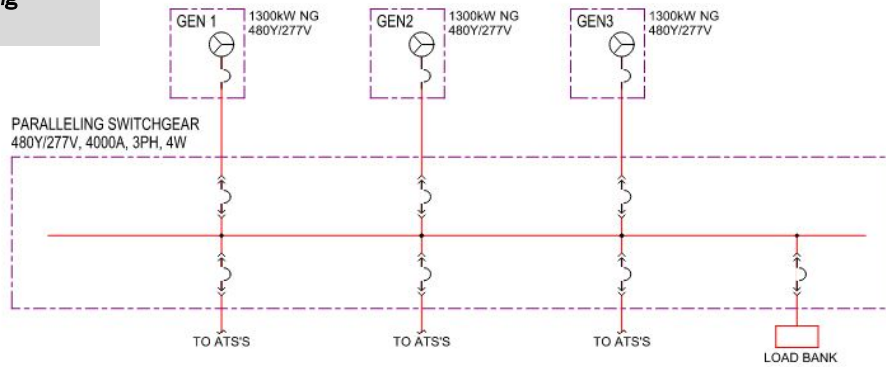 GEN 1
1300kW NG
480Y/277V
GEN2
1300kW NG
480Y/277V
GEN3
1300kW NG
480Y/277V
PARALLELING SWITCHGEAR
480Y/277V, 4000A, 3PH, 4W
TO ATS'S
TO ATS'S
TO ATS'S
LOAD BANK